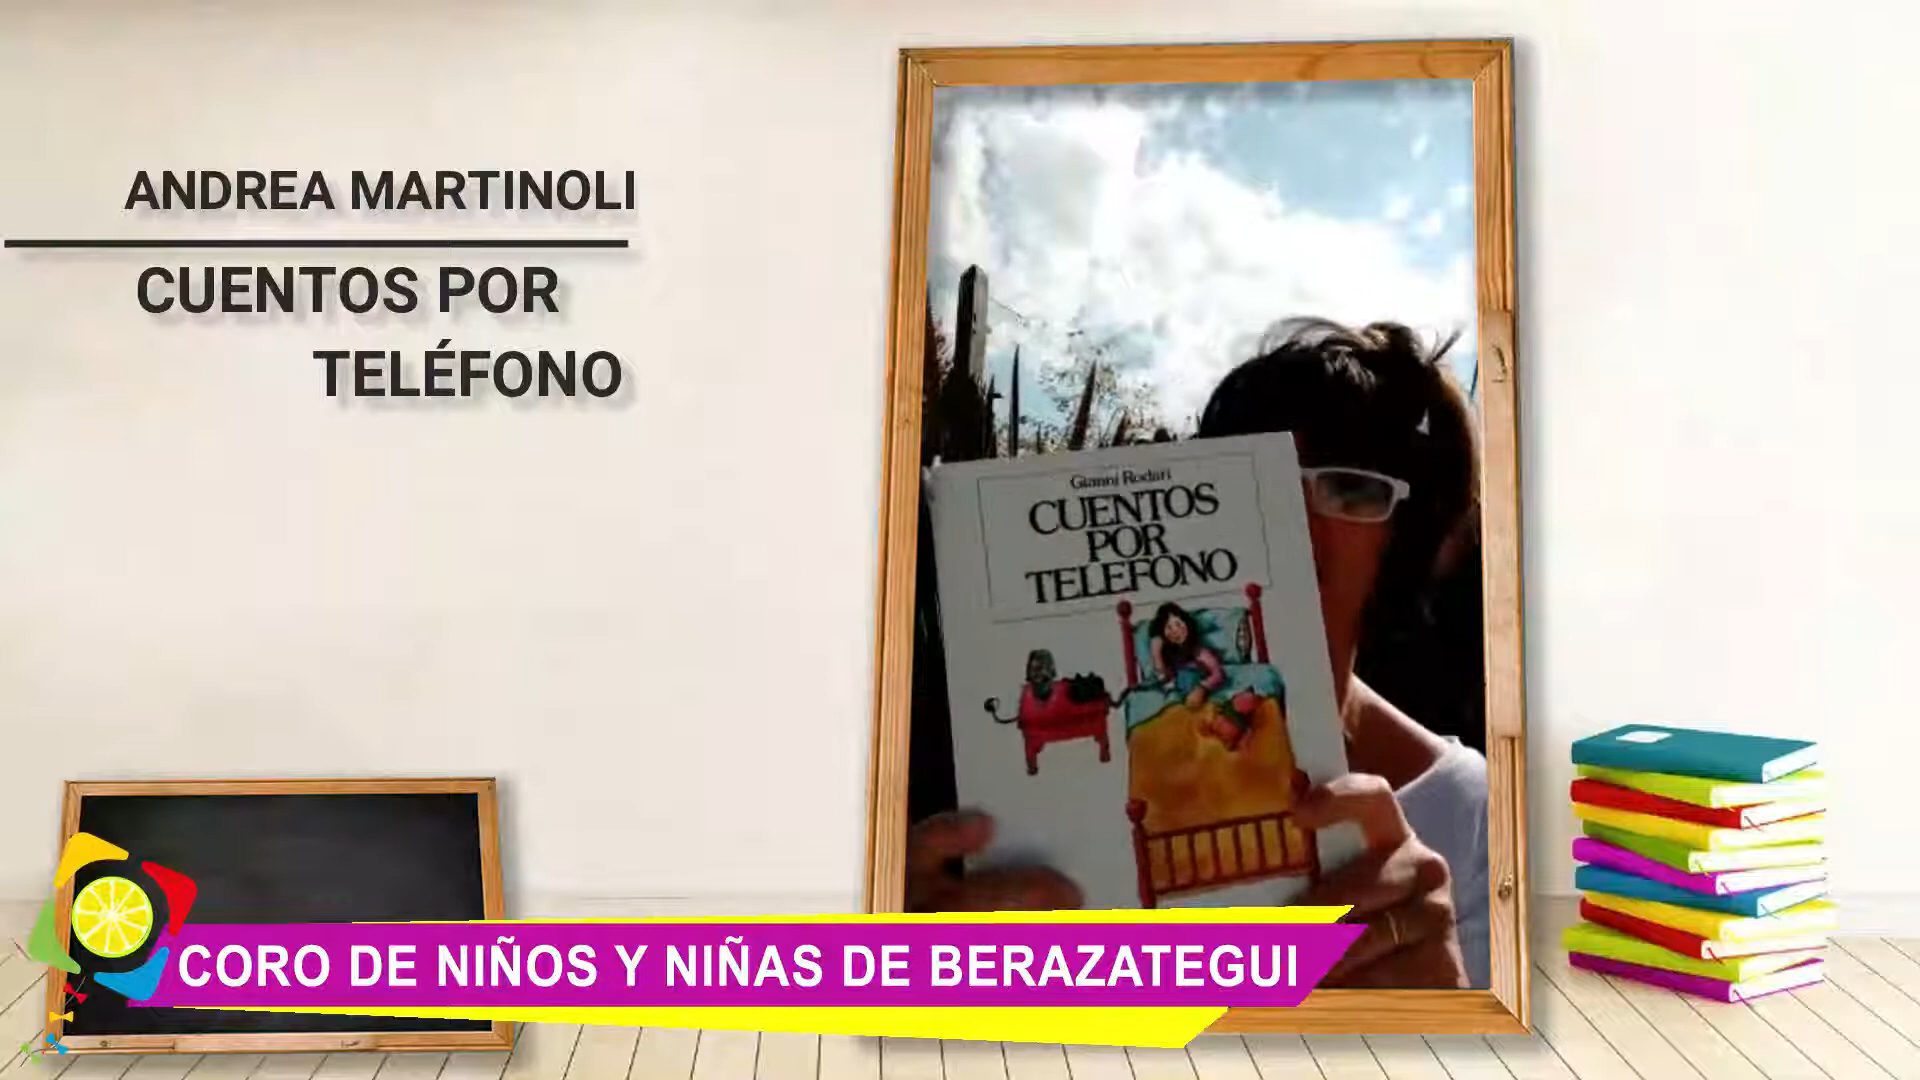 ANDREA MARTINOLI
CUENTOS POR
TELÉFONO
Gianni Rodari
CUENTOS
POR
TELEFONO
CORO DE NIÑOS Y NIÑAS DE BERAZATEGUI